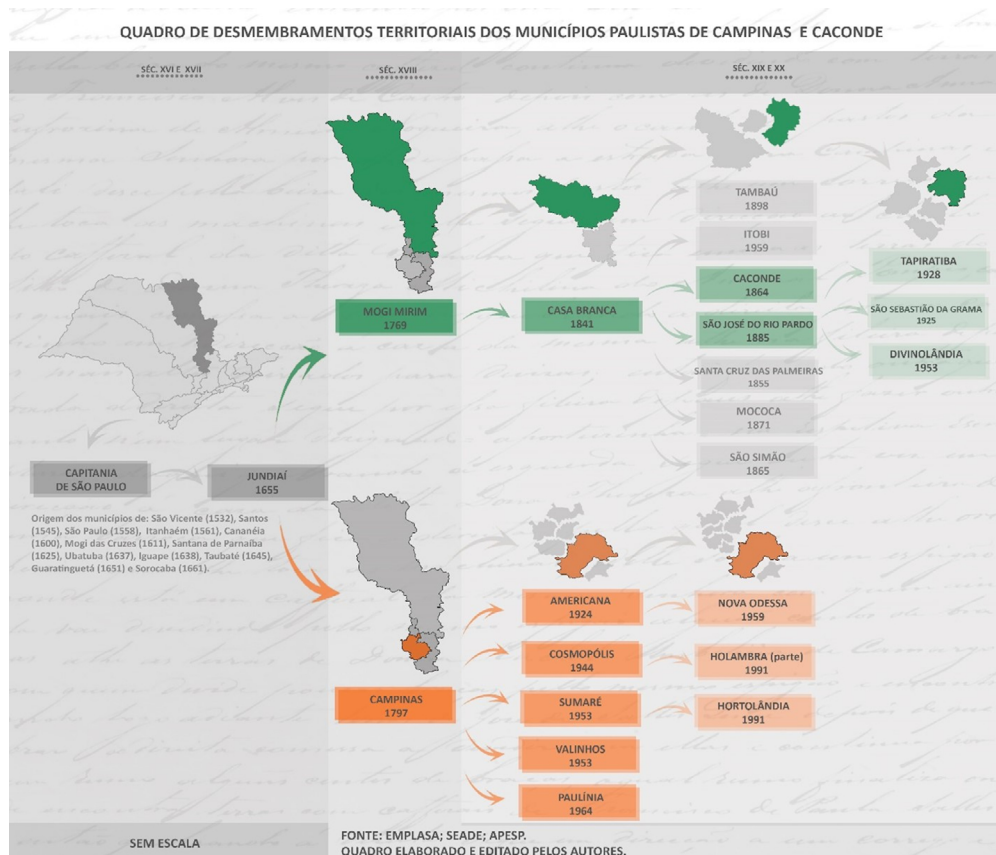 QUADRO DE DESMEMBRAMENTOS TERRITORIAIS DOS MUNICÍPIOS PAULISTAS DE CAMPINAS E CACONDE
SÉC. XVI E XVII
SÉC. XVIII
SÉC. XIX E XX
TAMBAÚ
1898
ITOBI
1959
CACONDE
1864
SÃO JOSÉ DO RIO PARDO
1885
SANTA CRUZ DAS PALMEIRAS
1855
MOCOCA
1871
SÃO SIMÃO
1865
TAPIRATIBA
1928
SÃO SEBASTIÃO DA GRAMA
1925
DIVINOLÂNDIA
1953
MOGI MIRIM
1769
CASA BRANCA
1841
CAPITANIA
DE SÃO PAULO
JUNDIAÍ
1655
Origem dos municípios de: São Vicente (1532), Santos
(1545), São Paulo (1558), Itanhaém (1561), Cananéia
(1600), Mogi das Cruzes (1611), Santana de Parnaíba
(1625), Ubatuba (1637), Iguape (1638), Taubaté (1645),
Guaratinguetá (1651) e Sorocaba (1661).
CAMPINAS
1797
AMERICANA
1924
COSMOPÓLIS
1944
SUMARÉ
1953
VALINHOS
1953
PAULÍNIA
1964
NOVA ODESSA
1959
HOLAMBRA (parte)
1991
HORTOLÂNDIA
1991
SEM ESCALA
FONTE: EMPLASA; SEADE; APESP.
QUADRO ELABORADO E EDITADO PELOS AUTORES.